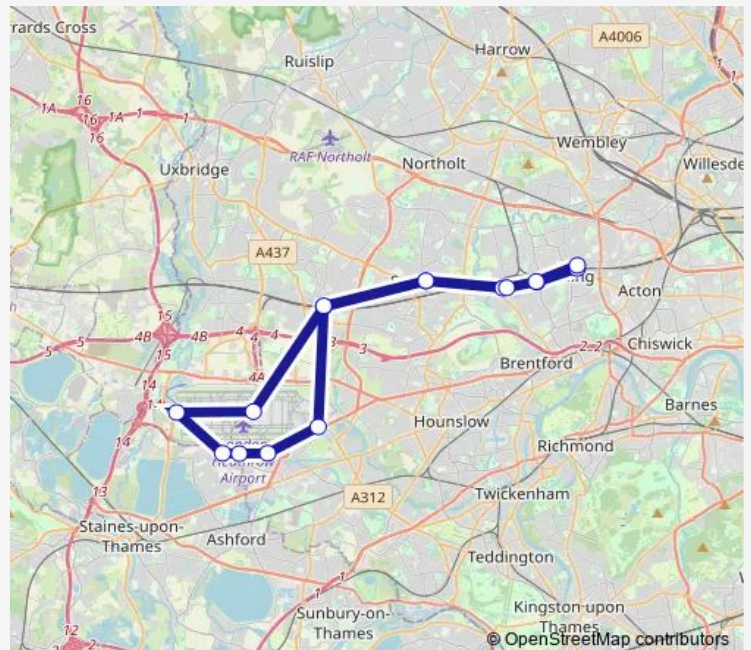 Harrow
A4006
Ruislip
16
1A
16
1A
1
1
16
RAF Northolt
Wembley
Uxbridge
Northolt
A437
Acton
15
4B
4B
4
4
4
3
3
2
2
Chiswick
5
5
15
Brentford
14
4A
Barnes
Hounslow
14
Richmond
Airport
13
A312
Twickenham
Staines-upon-
Thames
Ashford
Teddington
1
1
Sunbury-on-
Thames
Kingston upon
Thames
12
2
© OpenStreetMap contributors